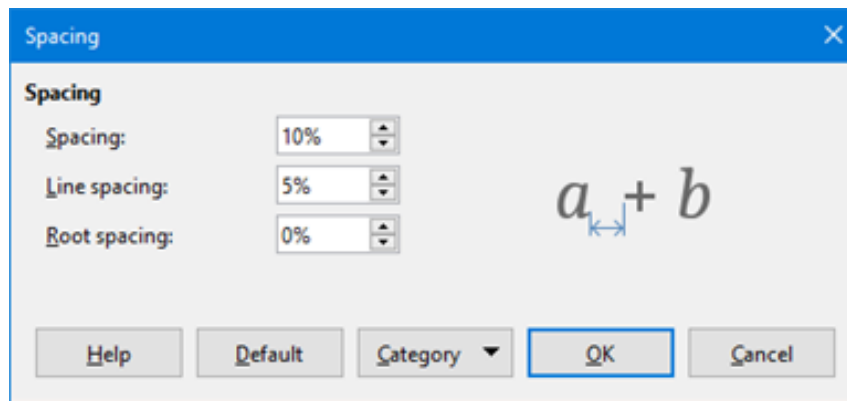 Spacing
Spacing
Spacing: 10%
Line spacing: 5%
Root spacing: 0%
a + b
Help Default Category OK Cancel